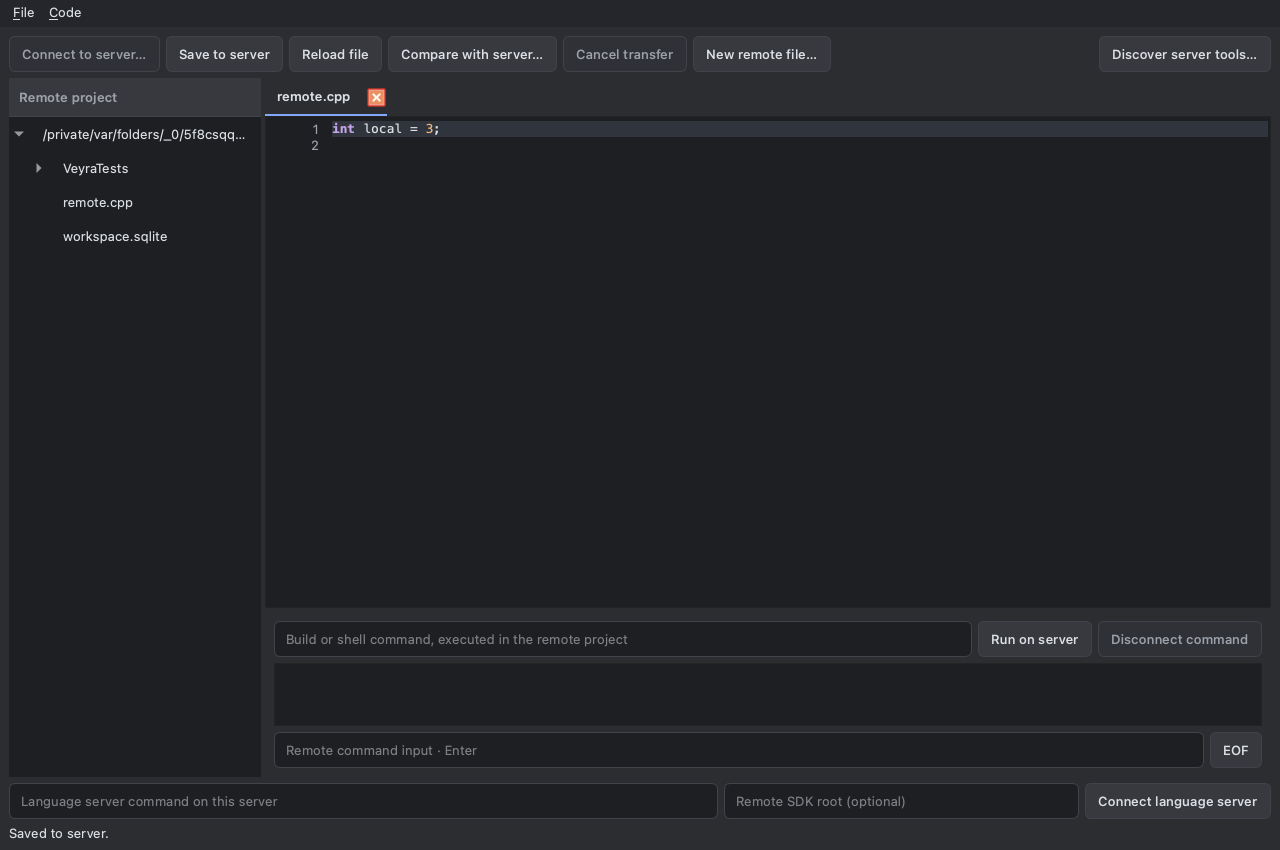 File Code
Connect to server... Save to server Reload file Compare with server... Cancel transfer New remote file... Discover server tools...
Remote project
remote.cpp
/private/var/folders/_0/5f8csqq...
VeyraTests
remote.cpp
workspace.sqlite
1 int local = 3;
2
Build or shell command, executed in the remote project Run on server Disconnect command
Remote command input · Enter EOF
Language server command on this server Remote SDK root (optional) Connect language server
Saved to server.